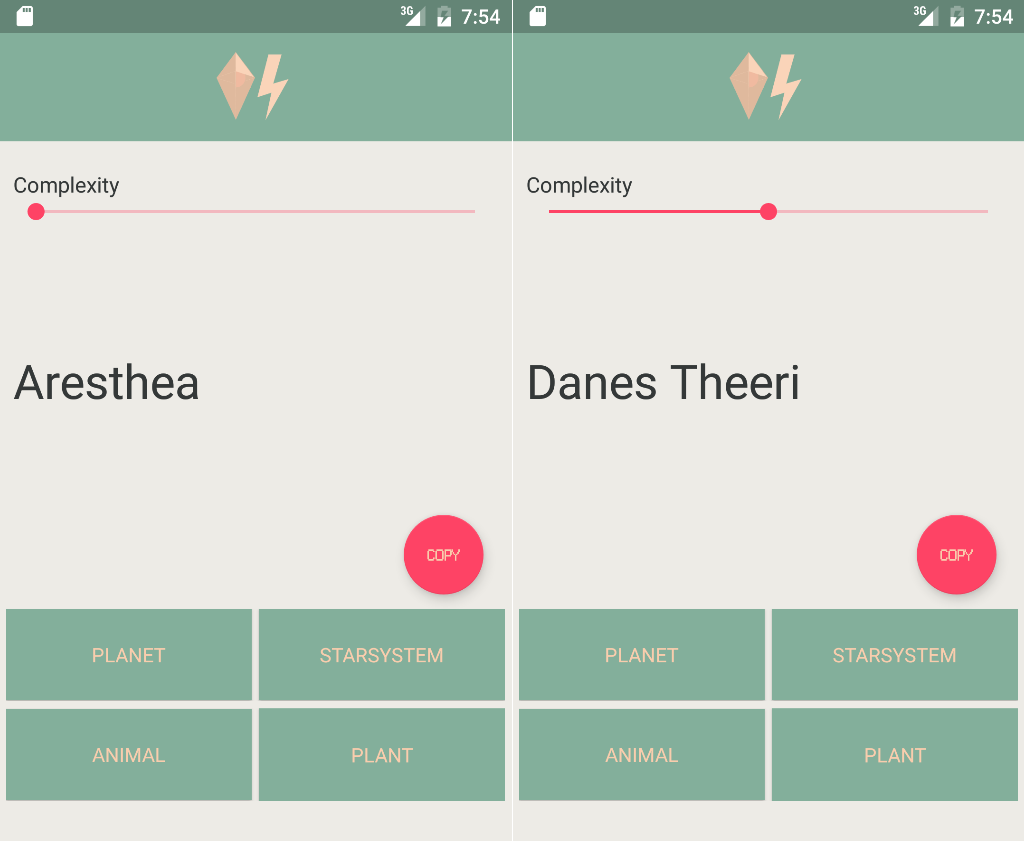 3G 7:54
Complexity
Aresthea
COPY
PLANET STARSYSTEM
ANIMAL PLANT
3G 7:54
Complexity
Danes Theeri
COPY
PLANET STARSYSTEM
ANIMAL PLANT